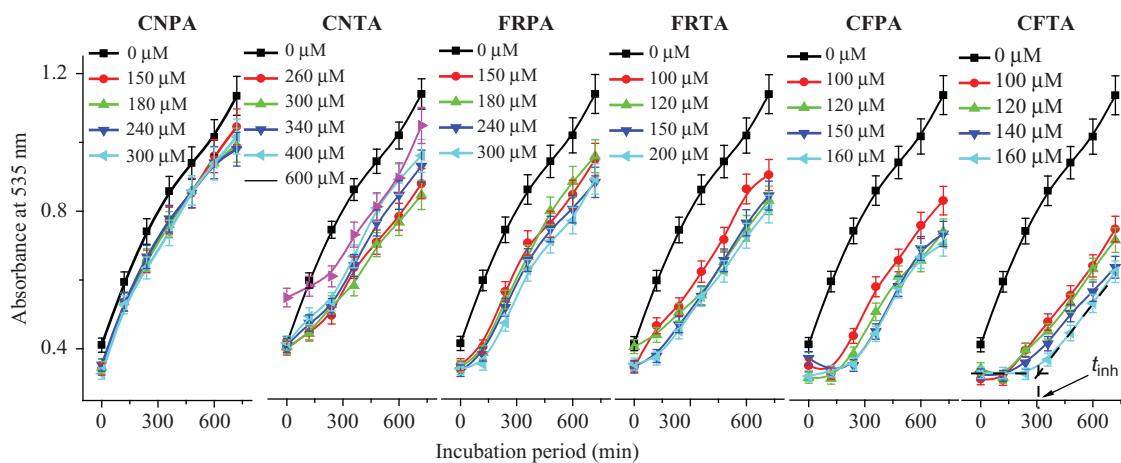 CNPA CNTA FRPA FRTA CFPA CFTA
0 μM 0 μM 0 μM 0 μM 0 μM 0 μM
150 μM 260 μM 150 μM 100 μM 100 μM 100 μM
180 μM 300 μM 180 μM 120 μM 120 μM 120 μM
240 μM 340 μM 240 μM 150 μM 150 μM 140 μM
300 μM 400 μM 300 μM 200 μM 160 μM 160 μM
600 μM
1.2
0.8
0.4
Absorbance at 535 nm
t inh
0 300 600 0 300 600 0 300 600 0 300 600 0 300 600 0 300 600
Incubation period (min)